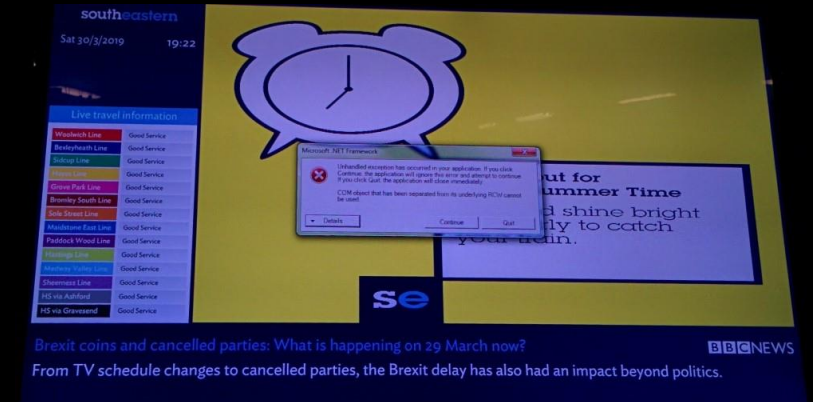 southeastern
Sat 30/3/2019 19:22
Live travel information
Woolwich Line Good Service
Bexleyheath Line Good Service
Sidcup Line Good Service
Hayes Line Good Service
Grove Park Line Good Service
Bromley South Line Good Service
Sole Street Line Good Service
Maidstone East Line Good Service
Paddock Wood Line Good Service
Hastings Line Good Service
Medway Valley Line Good Service
Sheerness Line Good Service
HS via Ashford Good Service
HS via Gravesend Good Service
Microsoft .NET Framework
Unhandled exception has occurred in your application. If you click
Continue, the application will ignore this error and attempt to continue.
If you click Quit, the application will close immediately.
COM object that has been separated from its underlying RCW cannot
be used.
Details Continue Quit
ut for
ummer Time
d shine bright
ly to catch
your train.
se
Brexit coins and cancelled parties: What is happening on 29 March now?
BBC NEWS
From TV schedule changes to cancelled parties, the Brexit delay has also had an impact beyond politics.